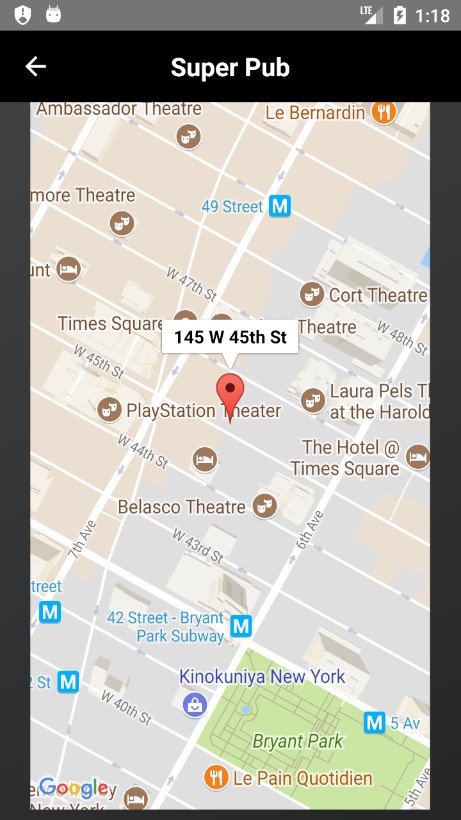 LTE
1:18
Super Pub
Ambassador Theatre
Le Bernardin
more Theatre
49 Street
M
unt
W 47th St
Cort Theatre
Times Square
Theatre
W 48th St
145 W 45th St
W 45th St
Laura Pels T
at the Harold
PlayStation Theater
W 44th St
The Hotel @
Times Square
Belasco Theatre
7th Ave
6th Ave
W 43rd St
treet
M
42 Street - Bryant
Park Subway
M
St
M
Kinokuniya New York
W 40th St
M
5 Av
Bryant Park
Le Pain Quotidien
5th Ave
Google
New York